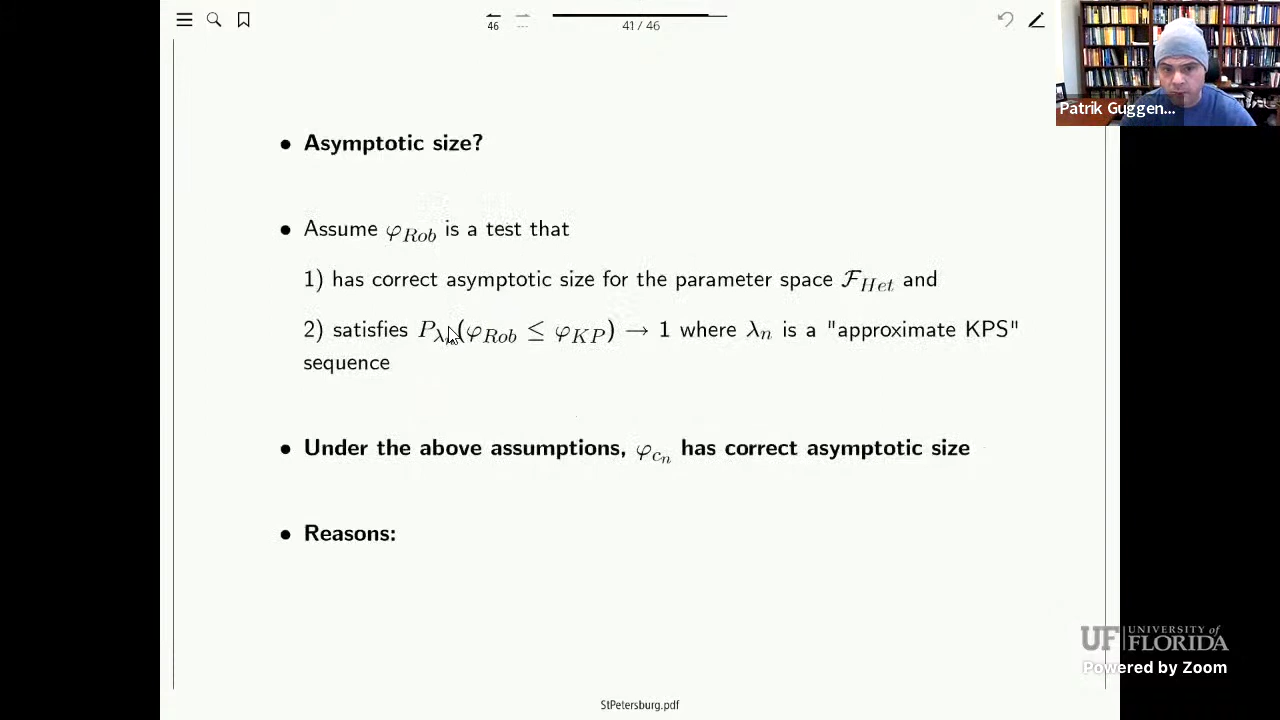 46
41 / 46
Patrik Guggen...
• Asymptotic size?
• Assume φ_Rob is a test that
1) has correct asymptotic size for the parameter space ℱ_Het and
2) satisfies P_λn(φ_Rob ≤ φ_KP) → 1 where λ_n is a "approximate KPS"
sequence
• Under the above assumptions, φ_c_n has correct asymptotic size
• Reasons:
UF UNIVERSITY of
FLORIDA
Powered by Zoom
StPetersburg.pdf